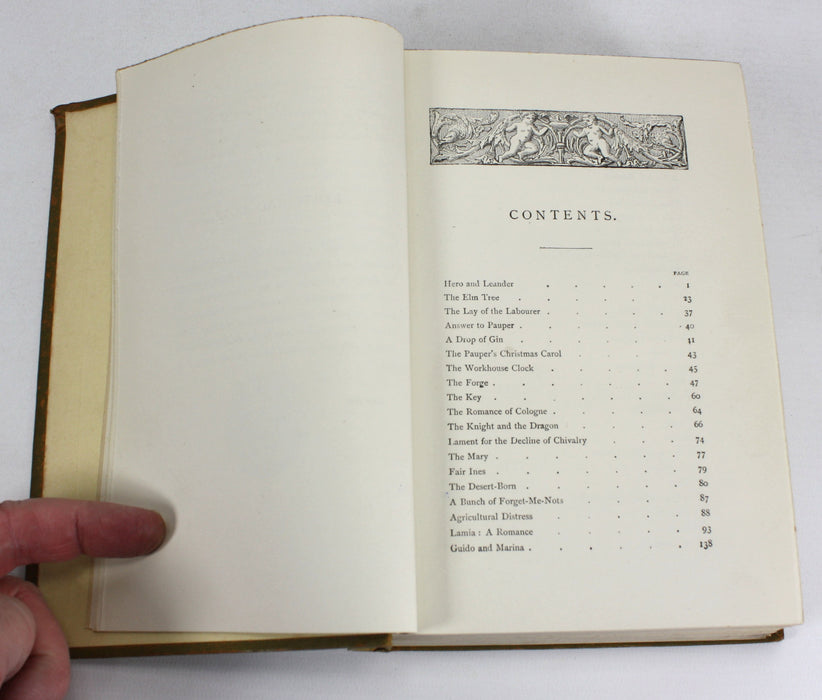 CONTENTS.
PAGE
Hero and Leander . . . . . 1
The Elm Tree . . . . . 23
The Lay of the Labourer . . . . . 37
Answer to Pauper . . . . . 40
A Drop of Gin . . . . . 41
The Pauper's Christmas Carol . . . . 43
The Workhouse Clock . . . . . 45
The Forge . . . . . . 47
The Key . . . . . . 60
The Romance of Cologne . . . . . 64
The Knight and the Dragon . . . . 66
Lament for the Decline of Chivalry . . . 74
The Mary . . . . . . 77
Fair Ines . . . . . . 79
The Desert-Born . . . . . 80
A Bunch of Forget-Me-Nots . . . . 87
Agricultural Distress . . . . 88
Lamia : A Romance . . . . . 93
Guido and Marina . . . . . . 138